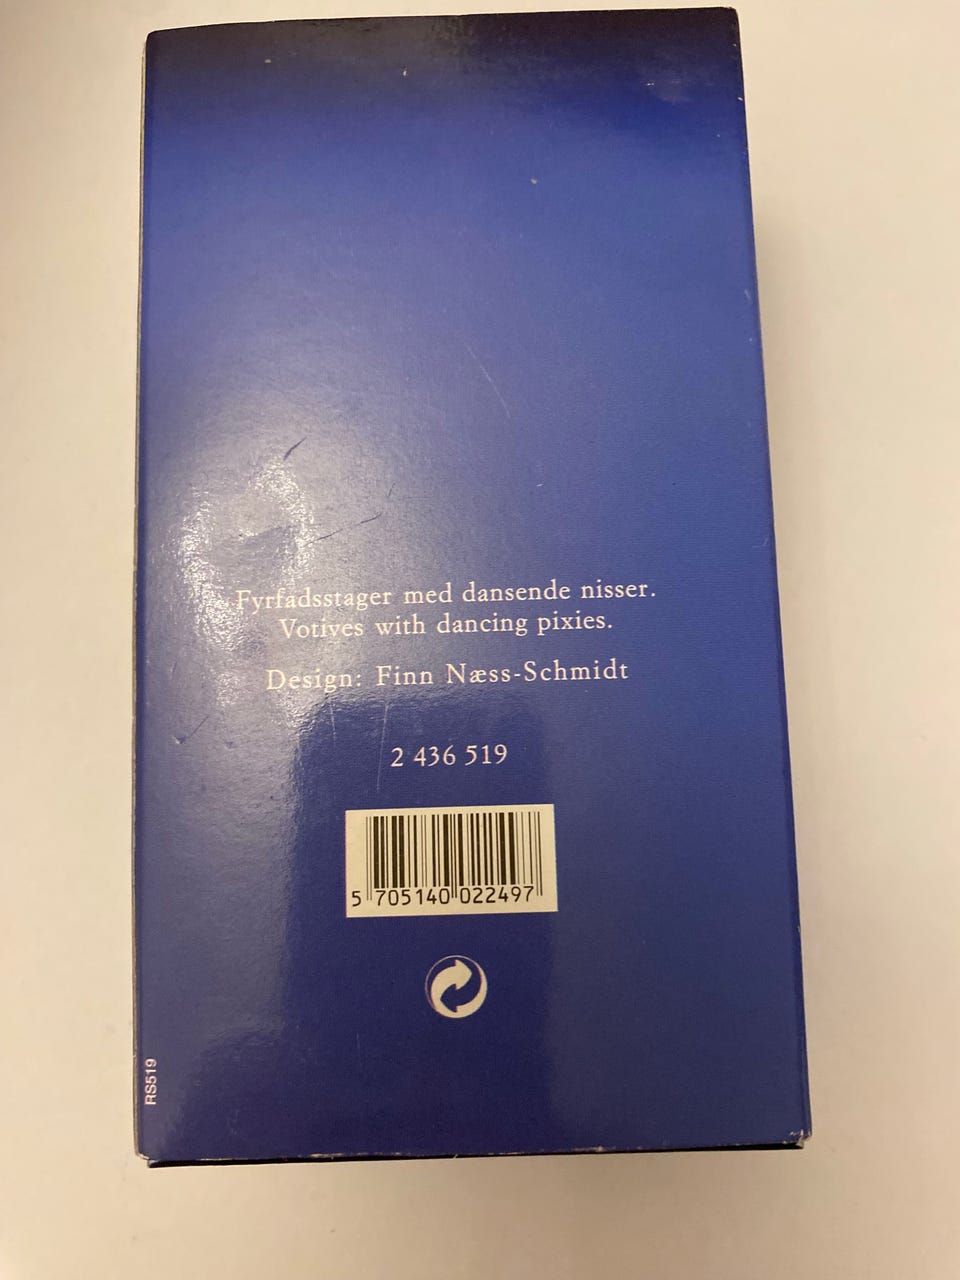 Fyrfadsstager med dansende nisser.
Votives with dancing pixies.
Design: Finn Næss-Schmidt
2 436 519
5 705140 022497
RS519